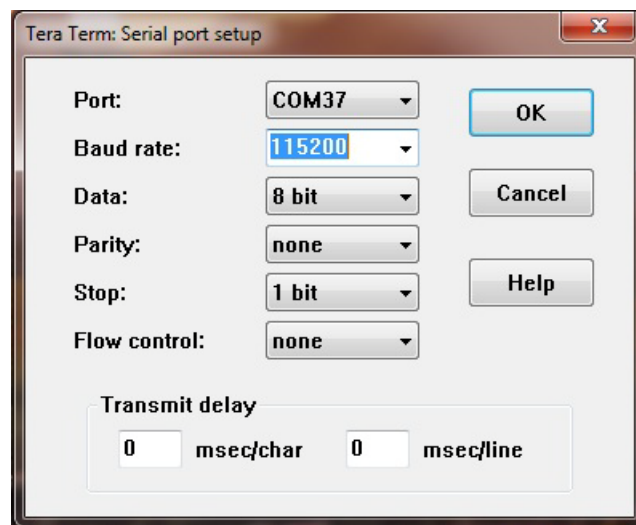 Tera Term: Serial port setup
Port: COM37 OK
Baud rate: 115200
Data: 8 bit Cancel
Parity: none
Stop: 1 bit Help
Flow control: none
Transmit delay
0 msec/char 0 msec/line